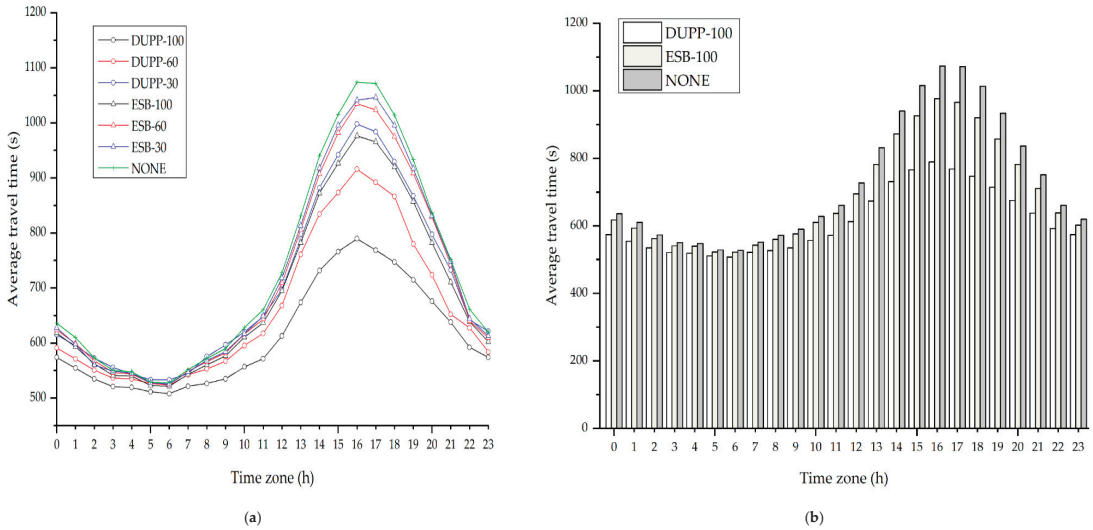 1200
1100
1000
900
800
700
600
500
Average travel time (s)
DUPP-100
DUPP-60
DUPP-30
ESB-100
ESB-60
ESB-30
NONE
0 1 2 3 4 5 6 7 8 9 10 11 12 13 14 15 16 17 18 19 20 21 22 23
Time zone (h)
(a)
1200
1000
800
600
400
200
0
Average travel time (s)
DUPP-100
ESB-100
NONE
0 1 2 3 4 5 6 7 8 9 10 11 12 13 14 15 16 17 18 19 20 21 22 23
Time zone (h)
(b)